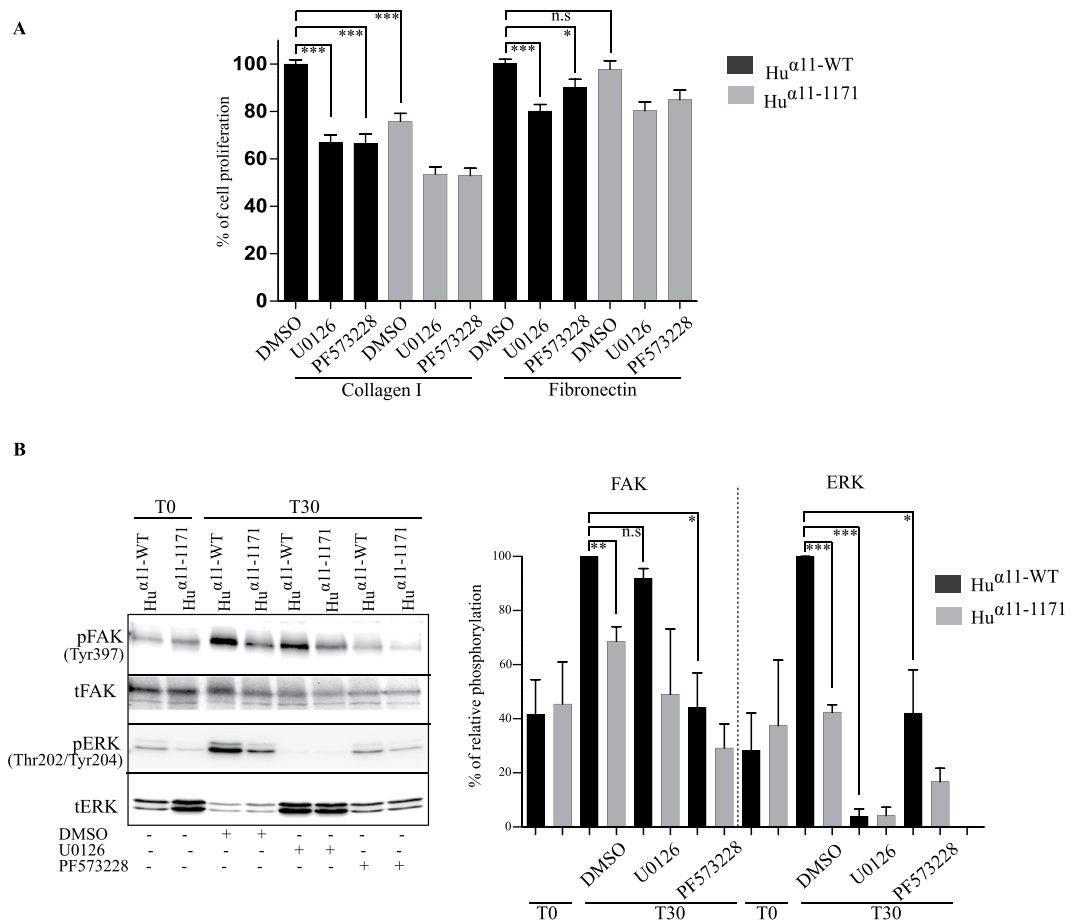 A
*** *** *** n.s * ***
% of cell proliferation
100
80
60
40
20
0
DMSO U0126 PF573228 DMSO U0126 PF573228 DMSO U0126 PF573228 DMSO U0126 PF573228
Collagen I Fibronectin
Huα11-WT
Huα11-1171
B
T0 T30
Huα11-WT Huα11-1171 Huα11-WT Huα11-1171 Huα11-WT Huα11-1171 Huα11-WT Huα11-1171
pFAK
(Tyr397)
tFAK
pERK
(Thr202/Tyr204)
tERK
DMSO - - + + - - - -
U0126 - - - - + + - -
PF573228 - - - - - - + +
FAK ERK
* n.s ** * *** ***
% of relative phosphorylation
100
80
60
40
20
0
DMSO U0126 PF573228 DMSO U0126 PF573228
T0 T30 T0 T30
Huα11-WT
Huα11-1171